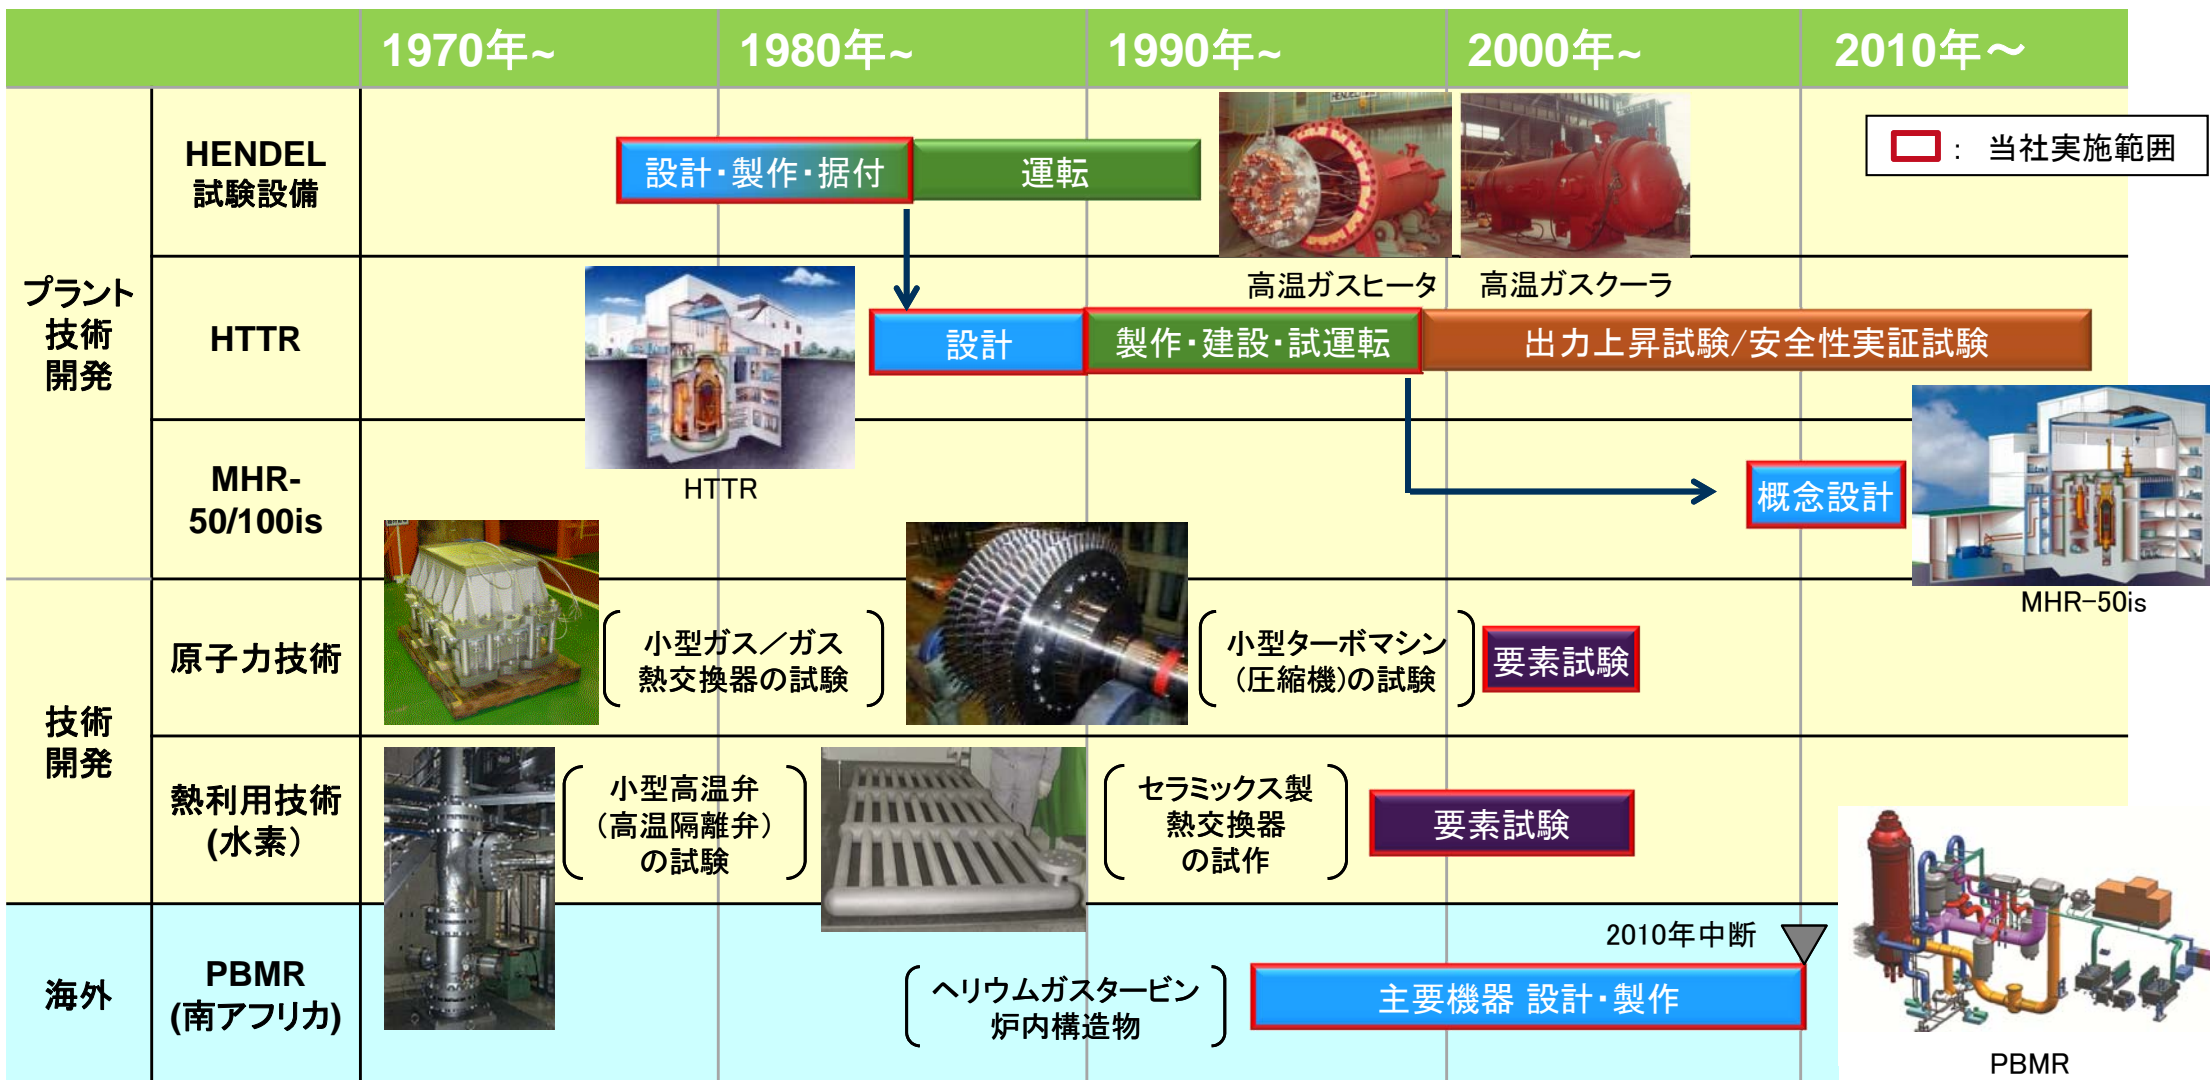 1970年~
1980年~
1990年~
2000年~
2010年～
： 当社実施範囲
プラント
技術
開発
HENDEL
試験設備
設計・製作・据付
運転
高温ガスヒータ
高温ガスクーラ
HTTR
HTTR
設計
製作・建設・試運転
出力上昇試験/安全性実証試験
MHR-
50/100is
概念設計
MHR-50is
技術
開発
原子力技術
小型ガス／ガス
熱交換器の試験
小型ターボマシン
(圧縮機)の試験
要素試験
熱利用技術
(水素）
小型高温弁
（高温隔離弁）
の試験
セラミックス製
熱交換器
の試作
要素試験
海外
PBMR
(南アフリカ)
ヘリウムガスタービン
炉内構造物
2010年中断
主要機器 設計・製作
PBMR